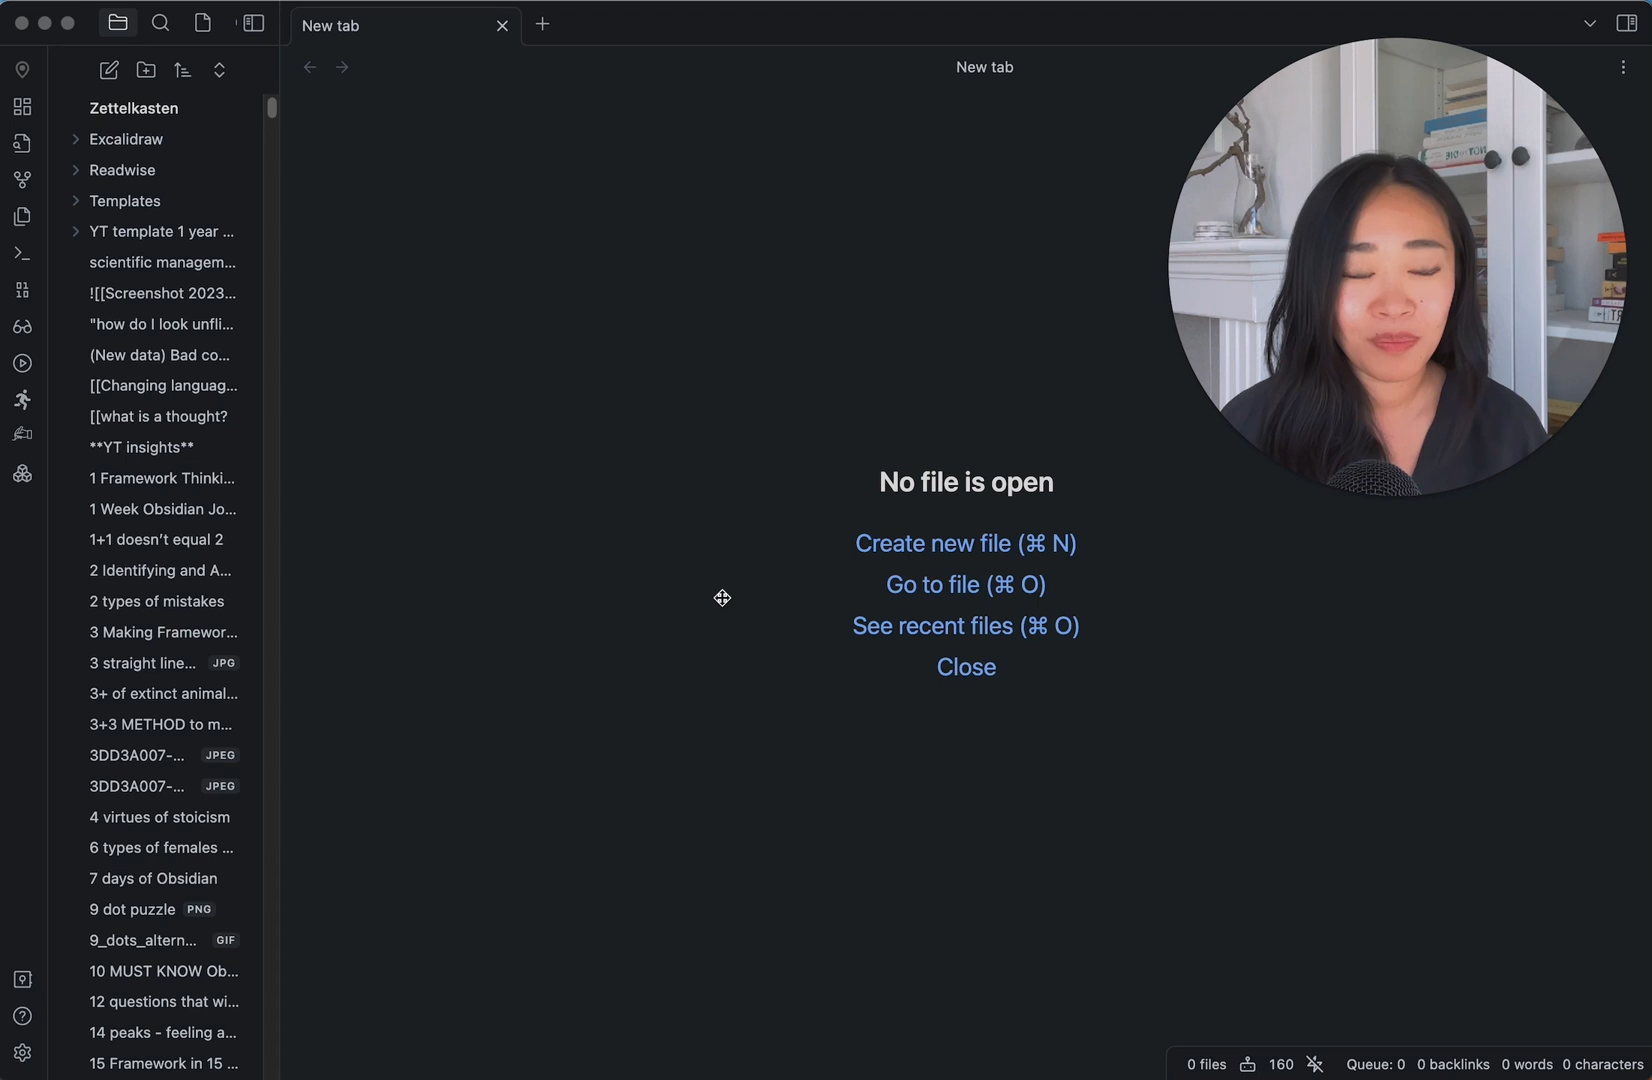 New tab
New tab
Zettelkasten
Excalidraw
Readwise
Templates
YT template 1 year ...
scientific managem...
![[Screenshot 2023...
"how do I look unfli...
(New data) Bad co...
[[Changing languag...
[[what is a thought?
**YT insights**
1 Framework Thinki...
1 Week Obsidian Jo...
1+1 doesn't equal 2
2 Identifying and A...
2 types of mistakes
3 Making Framewor...
3 straight line... JPG
3+ of extinct animal...
3+3 METHOD to m...
3DD3A007-... JPEG
3DD3A007-... JPEG
4 virtues of stoicism
6 types of females ...
7 days of Obsidian
9 dot puzzle PNG
9_dots_altern... GIF
10 MUST KNOW Ob...
12 questions that wi...
14 peaks - feeling a...
15 Framework in 15 ...
No file is open
Create new file (⌘ N)
Go to file (⌘ O)
See recent files (⌘ O)
Close
0 files 160 Queue: 0 0 backlinks 0 words 0 characters